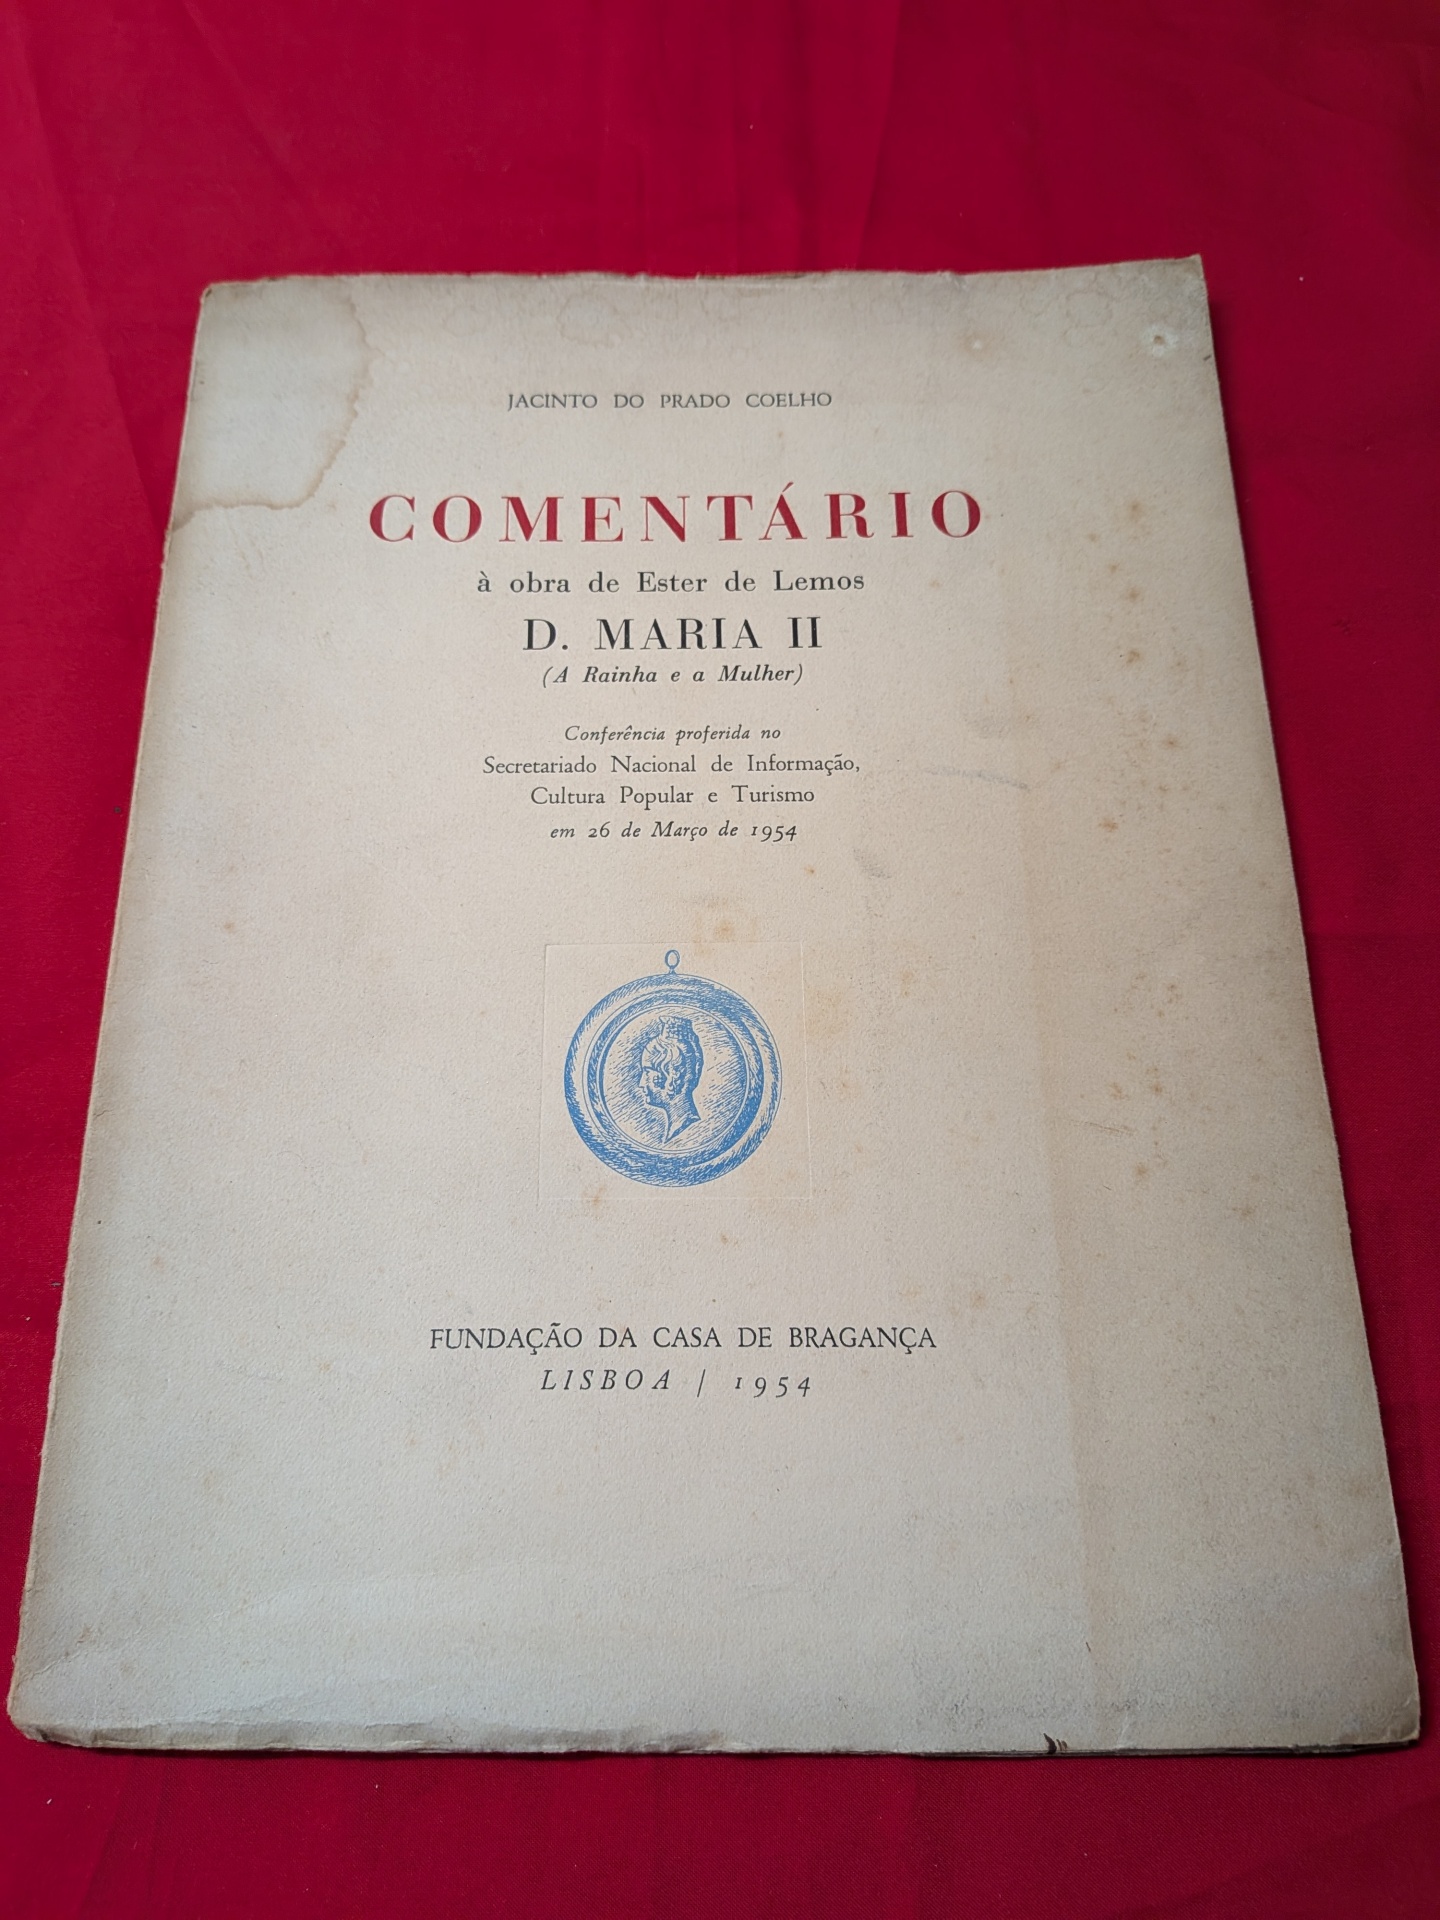 JACINTO DO PRADO COELHO
COMENTÁRIO
à obra de Ester de Lemos
D. MARIA II
(A Rainha e a Mulher)
Conferência proferida no
Secretariado Nacional de Informação,
Cultura Popular e Turismo
em 26 de Março de 1954
FUNDAÇÃO DA CASA DE BRAGANÇA
LISBOA / 1954